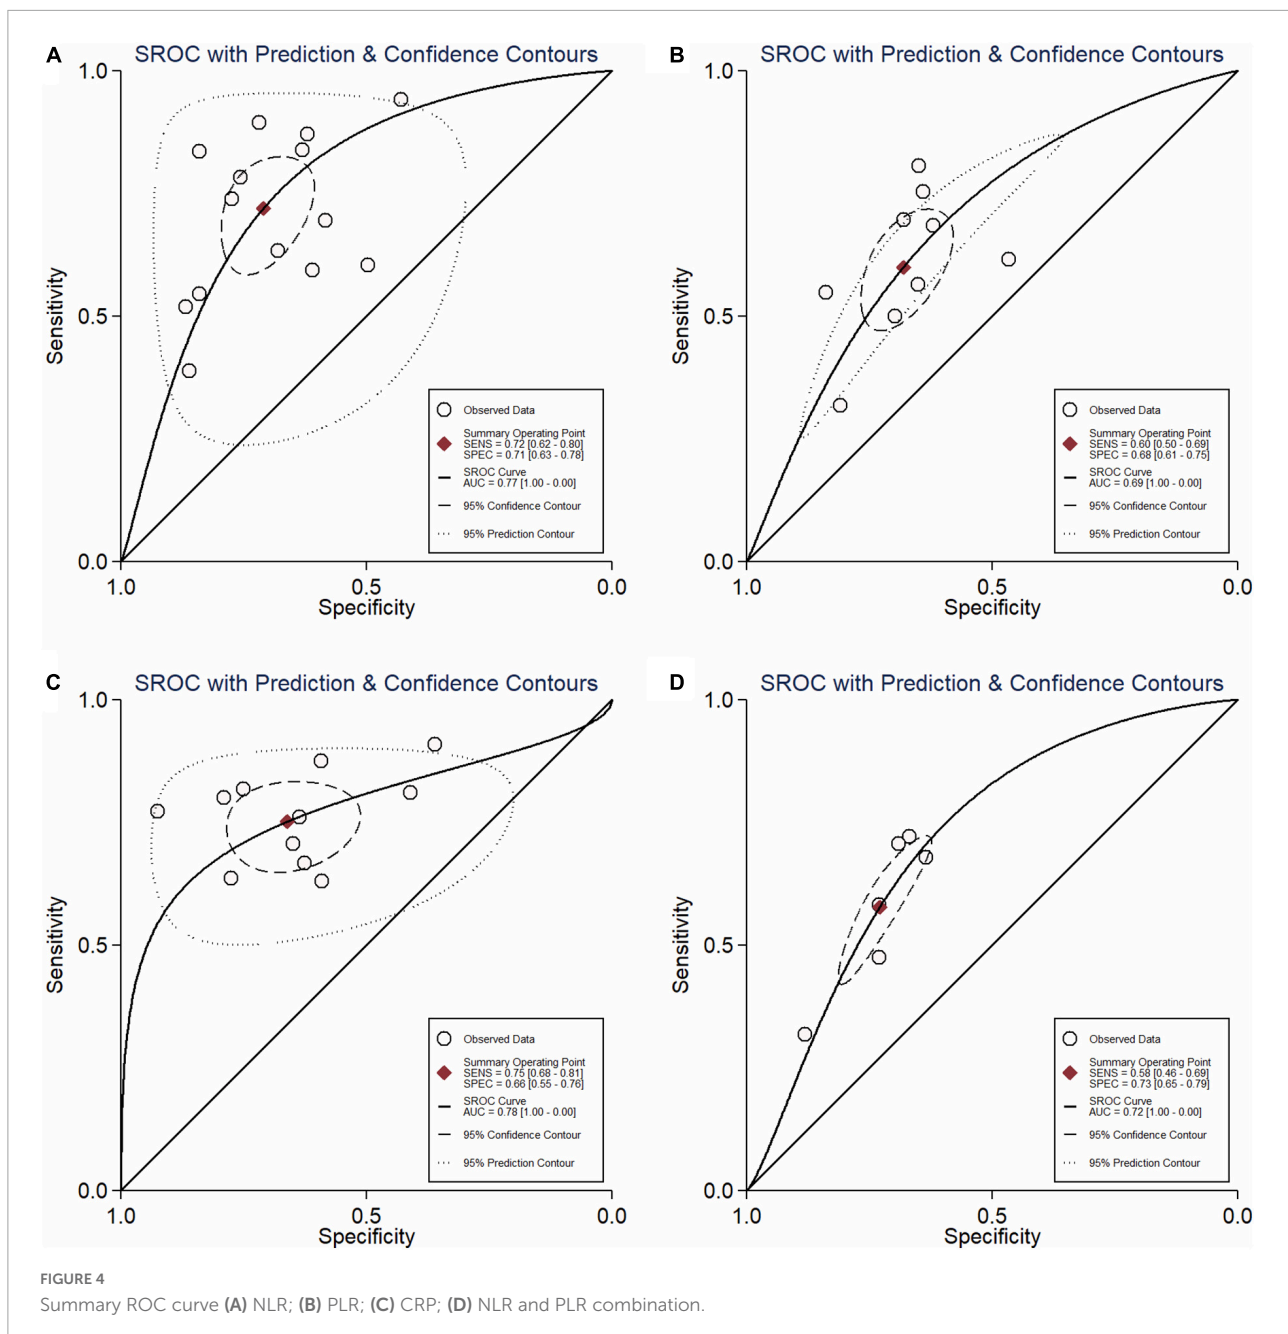 A
SROC with Prediction & Confidence Contours
1.0
0.5
0.0
Sensitivity
1.0
0.5
0.0
Specificity
Observed Data
Summary Operating Point
SENS = 0.72 [0.62 - 0.80]
SPEC = 0.71 [0.63 - 0.78]
SROC Curve
AUC = 0.77 [1.00 - 0.00]
95% Confidence Contour
95% Prediction Contour
B
SROC with Prediction & Confidence Contours
1.0
0.5
0.0
Sensitivity
1.0
0.5
0.0
Specificity
Observed Data
Summary Operating Point
SENS = 0.60 [0.50 - 0.69]
SPEC = 0.68 [0.61 - 0.75]
SROC Curve
AUC = 0.69 [1.00 - 0.00]
95% Confidence Contour
95% Prediction Contour
C
SROC with Prediction & Confidence Contours
1.0
0.5
0.0
Sensitivity
1.0
0.5
0.0
Specificity
Observed Data
Summary Operating Point
SENS = 0.75 [0.68 - 0.81]
SPEC = 0.66 [0.55 - 0.76]
SROC Curve
AUC = 0.78 [1.00 - 0.00]
95% Confidence Contour
95% Prediction Contour
D
SROC with Prediction & Confidence Contours
1.0
0.5
0.0
Sensitivity
1.0
0.5
0.0
Specificity
Observed Data
Summary Operating Point
SENS = 0.58 [0.46 - 0.69]
SPEC = 0.73 [0.65 - 0.79]
SROC Curve
AUC = 0.72 [1.00 - 0.00]
95% Confidence Contour
95% Prediction Contour
FIGURE 4
Summary ROC curve (A) NLR; (B) PLR; (C) CRP; (D) NLR and PLR combination.